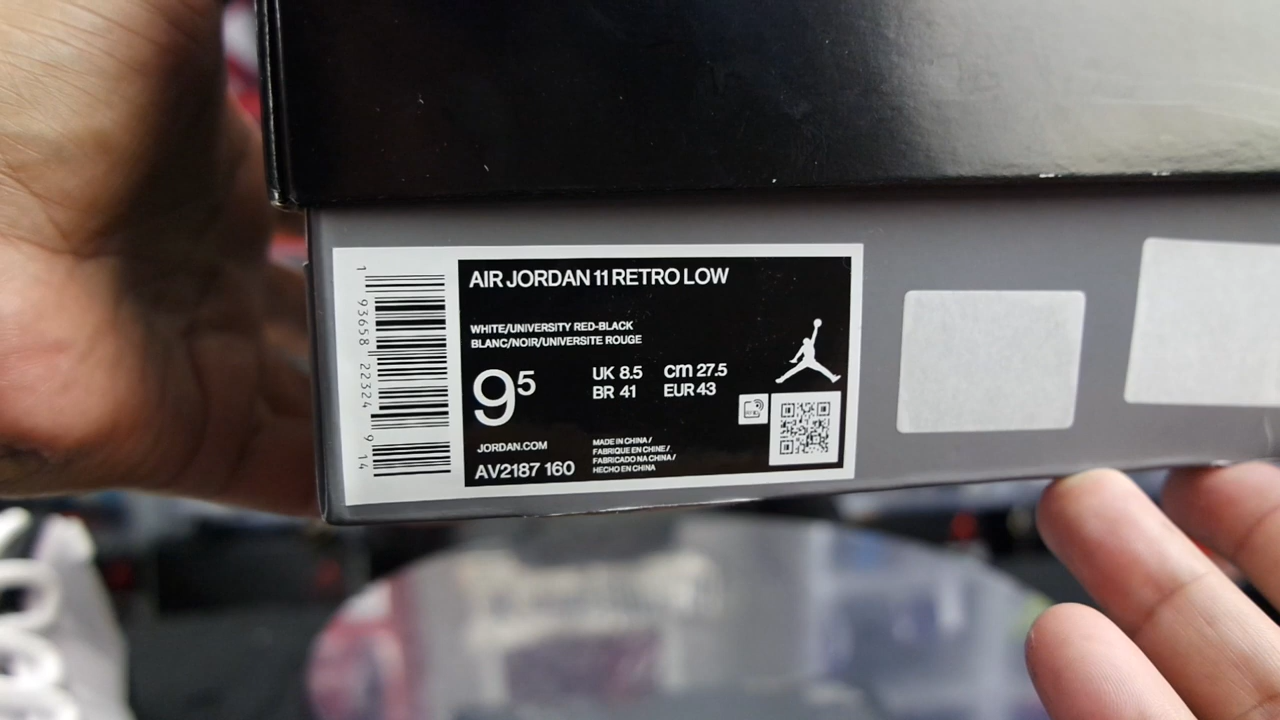 AIR JORDAN 11 RETRO LOW
WHITE/UNIVERSITY RED-BLACK
BLANC/NOIR/UNIVERSITE ROUGE
9⁵
UK 8.5
cm 27.5
BR 41
EUR 43
JORDAN.COM
AV2187 160
MADE IN CHINA /
FABRIQUE EN CHINE /
FABRICADO NA CHINA /
HECHO EN CHINA
1 93658 22324 9 14